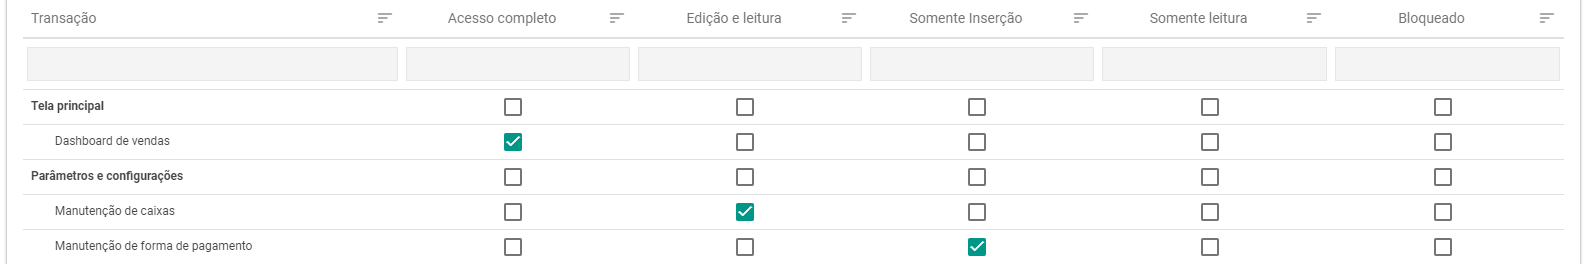 Transação Acesso completo Edição e leitura Somente Inserção Somente leitura Bloqueado
Tela principal
Dashboard de vendas
Parâmetros e configurações
Manutenção de caixas
Manutenção de forma de pagamento